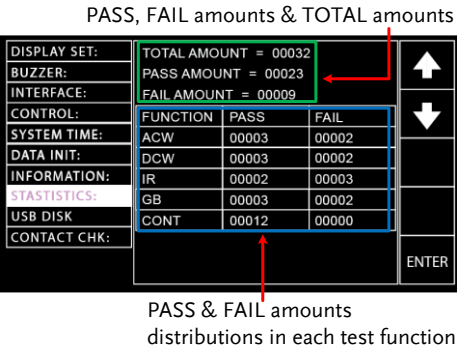 PASS, FAIL amounts & TOTAL amounts
DISPLAY SET:
BUZZER:
INTERFACE:
CONTROL:
SYSTEM TIME:
DATA INIT:
INFORMATION:
STASTISTICS:
USB DISK
CONTACT CHK:
TOTAL AMOUNT = 00032
PASS AMOUNT = 00023
FAIL AMOUNT = 00009
FUNCTION PASS FAIL
ACW 00003 00002
DCW 00003 00002
IR 00002 00003
GB 00003 00002
CONT 00012 00000
ENTER
PASS & FAIL amounts
distributions in each test function